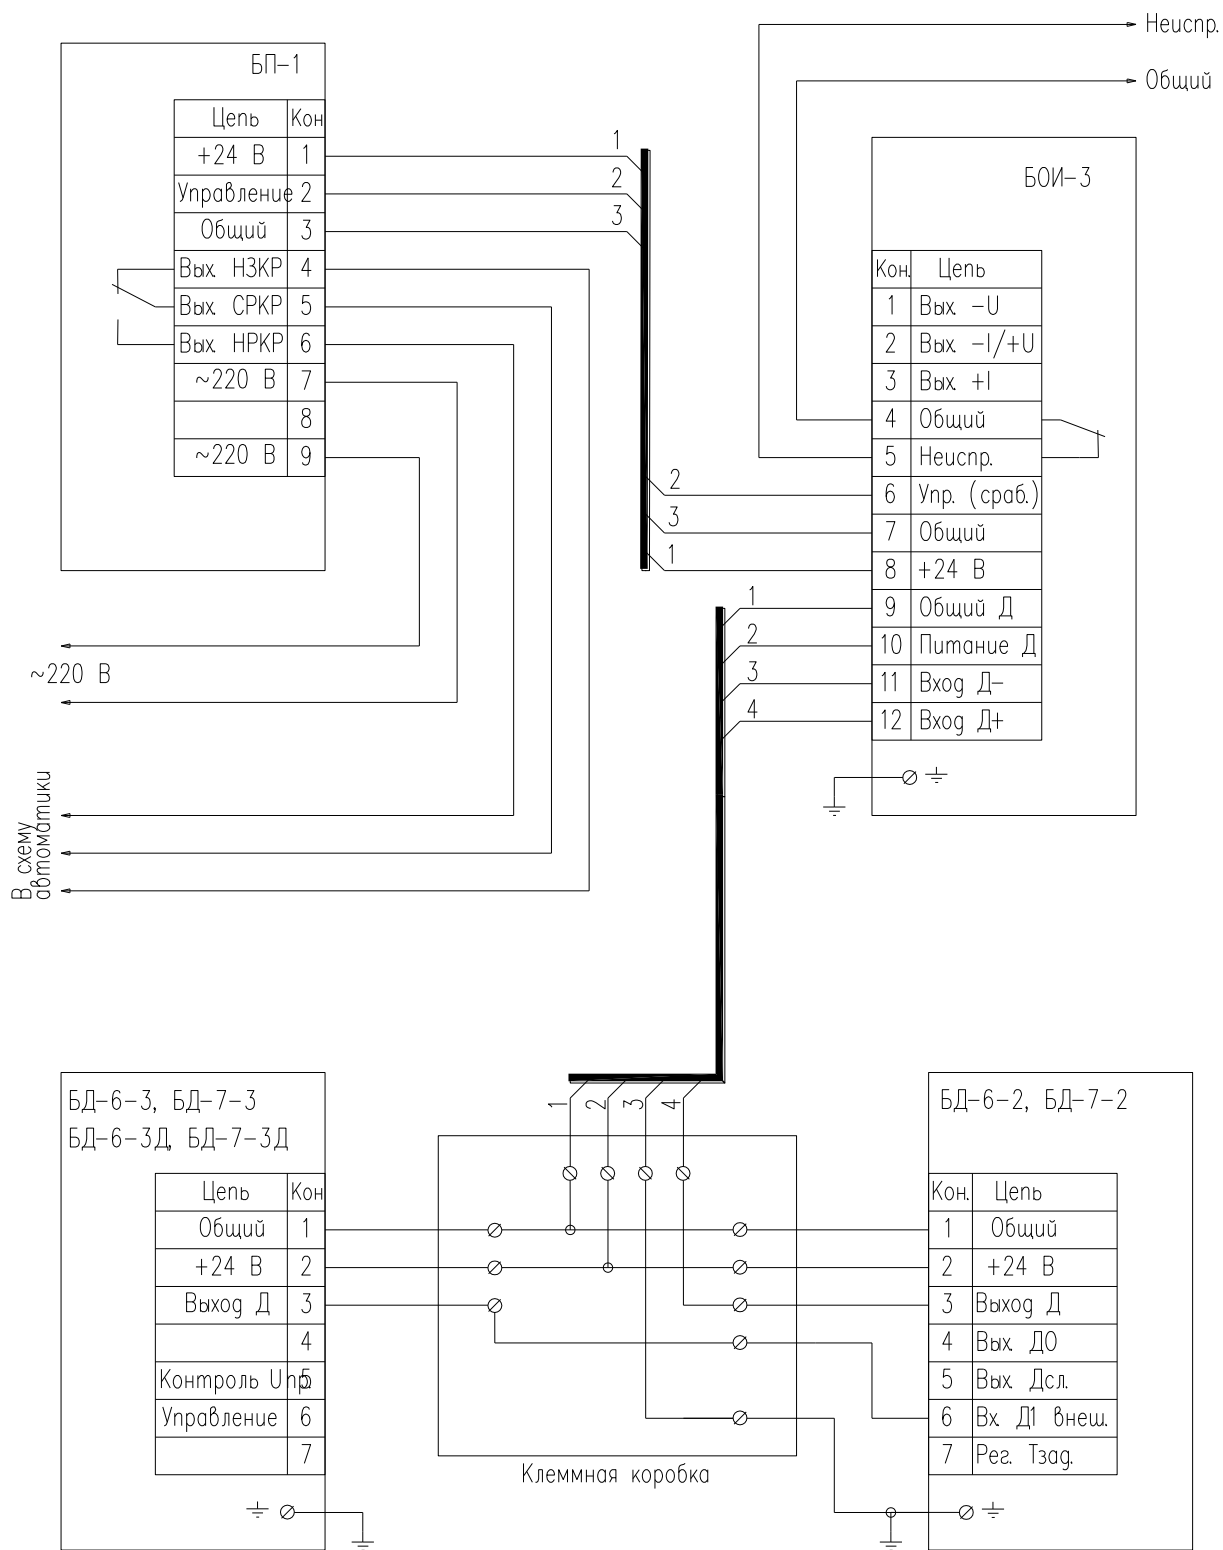 Неиспр.
Общий
БП-1
Цепь Кон
+24 В 1
Управление 2
Общий 3
Вых. НЗКР 4
Вых. СРКР 5
Вых. НРКР 6
~220 В 7
8
~220 В 9
1
2
3
БОИ-3
Кон. Цепь
1 Вых. -U
2 Вых. -I/+U
3 Вых. +I
4 Общий
5 Неиспр.
6 Упр. (сраб.)
7 Общий
8 +24 В
9 Общий Д
10 Питание Д
11 Вход Д-
12 Вход Д+
2
3
1
1
2
3
4
~220 В
В схему
автоматики
БД-6-3, БД-7-3
БД-6-3Д, БД-7-3Д
Цепь Кон
Общий 1
+24 В 2
Выход Д 3
4
Контроль Uпр. 5
Управление 6
7
1 2 3 4
Клеммная коробка
БД-6-2, БД-7-2
Кон. Цепь
1 Общий
2 +24 В
3 Выход Д
4 Вых. ДО
5 Вых. Дсл.
6 Вх. Д1 внеш.
7 Рег. Тзад.